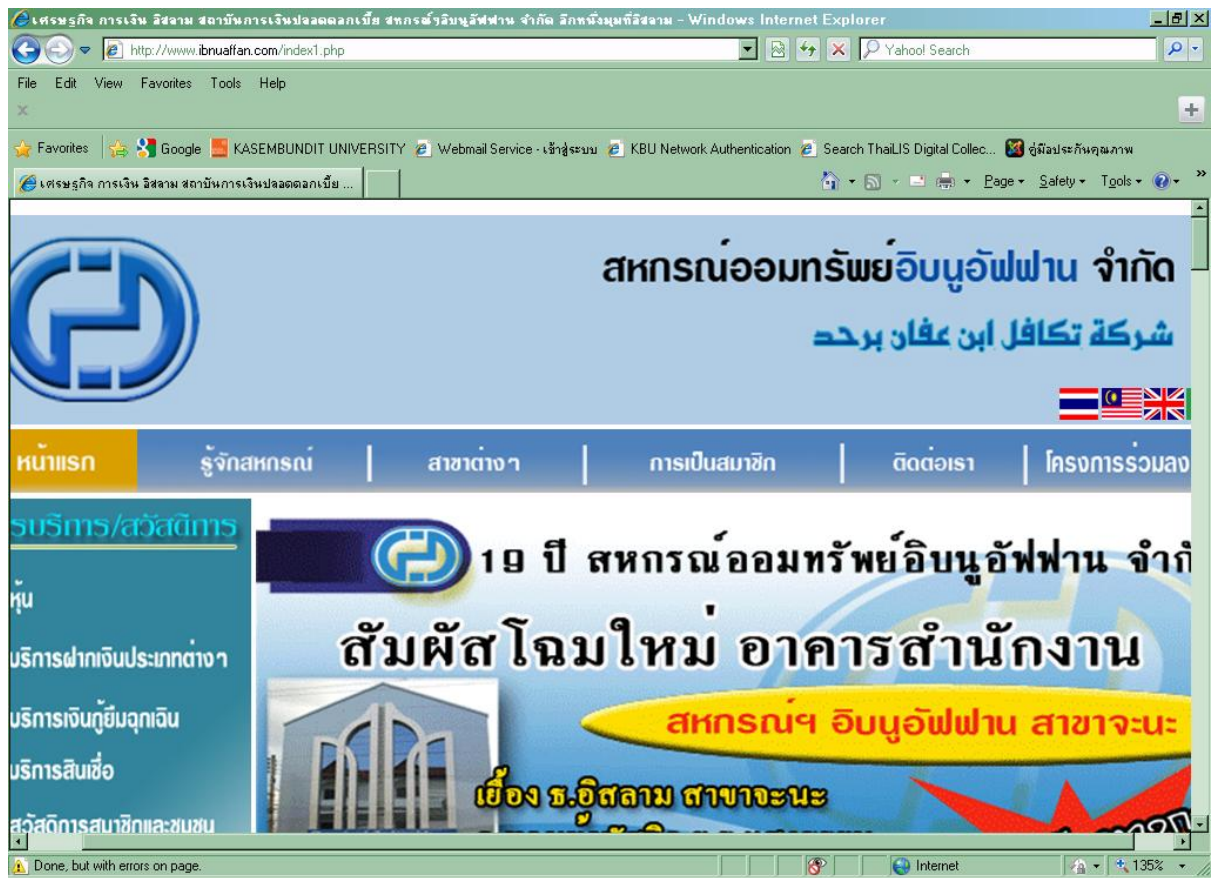 เศรษฐกิจ การเงิน อิสลาม สถาบันการเงินปลอดดอกเบี้ย สหกรณ์ฯอิบนูอัฟฟาน จำกัด อีกหนึ่งมุมที่อิสลาม - Windows Internet Explorer
http://www.ibnuaffan.com/index1.php Yahoo! Search
File Edit View Favorites Tools Help
Favorites Google KASEMBUNDIT UNIVERSITY Webmail Service - เข้าสู่ระบบ KBU Network Authentication Search ThaiLIS Digital Collec... คู่มือประกันคุณภาพ
เศรษฐกิจ การเงิน อิสลาม สถาบันการเงินปลอดดอกเบี้ย ... Page Safety Tools
สหกรณ์ออมทรัพย์อิบนูอัฟฟาน จำกัด
شركة تكافل ابن عفان برحد
หน้าแรก รู้จักสหกรณ์ สาขาต่างๆ การเป็นสมาชิก ติดต่อเรา โครงการร่วมลง
รบริการ/สวัสดิการ
หุ้น
บริการฝากเงินประเภทต่างๆ
บริการเงินกู้ยืมฉุกเฉิน
บริการสินเชื่อ
สวัสดิการสมาชิกและชุมชน
19 ปี สหกรณ์ออมทรัพย์อิบนูอัฟฟาน จำกั
สัมผัสโฉมใหม่ อาคารสำนักงาน
สหกรณ์ฯ อิบนูอัฟฟาน สาขาจะนะ
เยื้อง ธ.อิสลาม สาขาจะนะ
Done, but with errors on page. Internet 135%